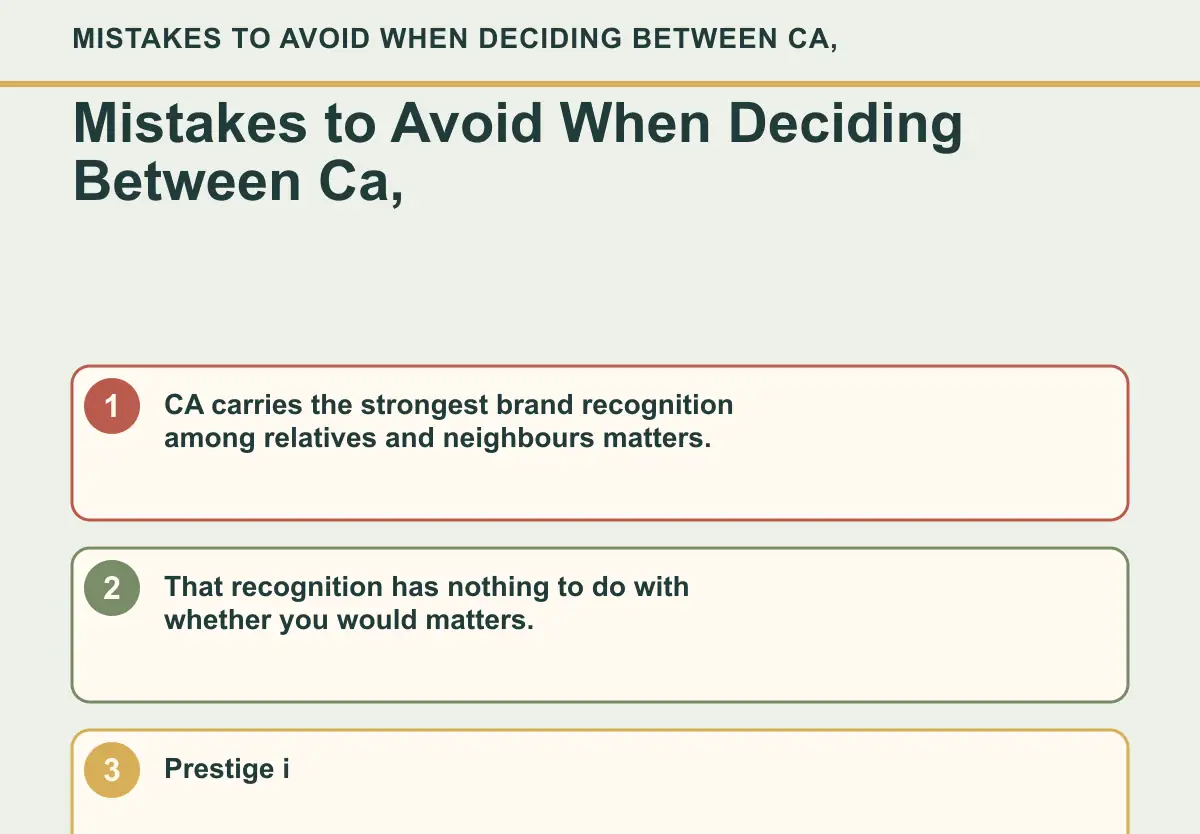 MISTAKES TO AVOID WHEN DECIDING BETWEEN CA,
Mistakes to Avoid When Deciding
Between Ca,
1
CA carries the strongest brand recognition
among relatives and neighbours matters.
2
That recognition has nothing to do with
whether you would matters.
3
Prestige i